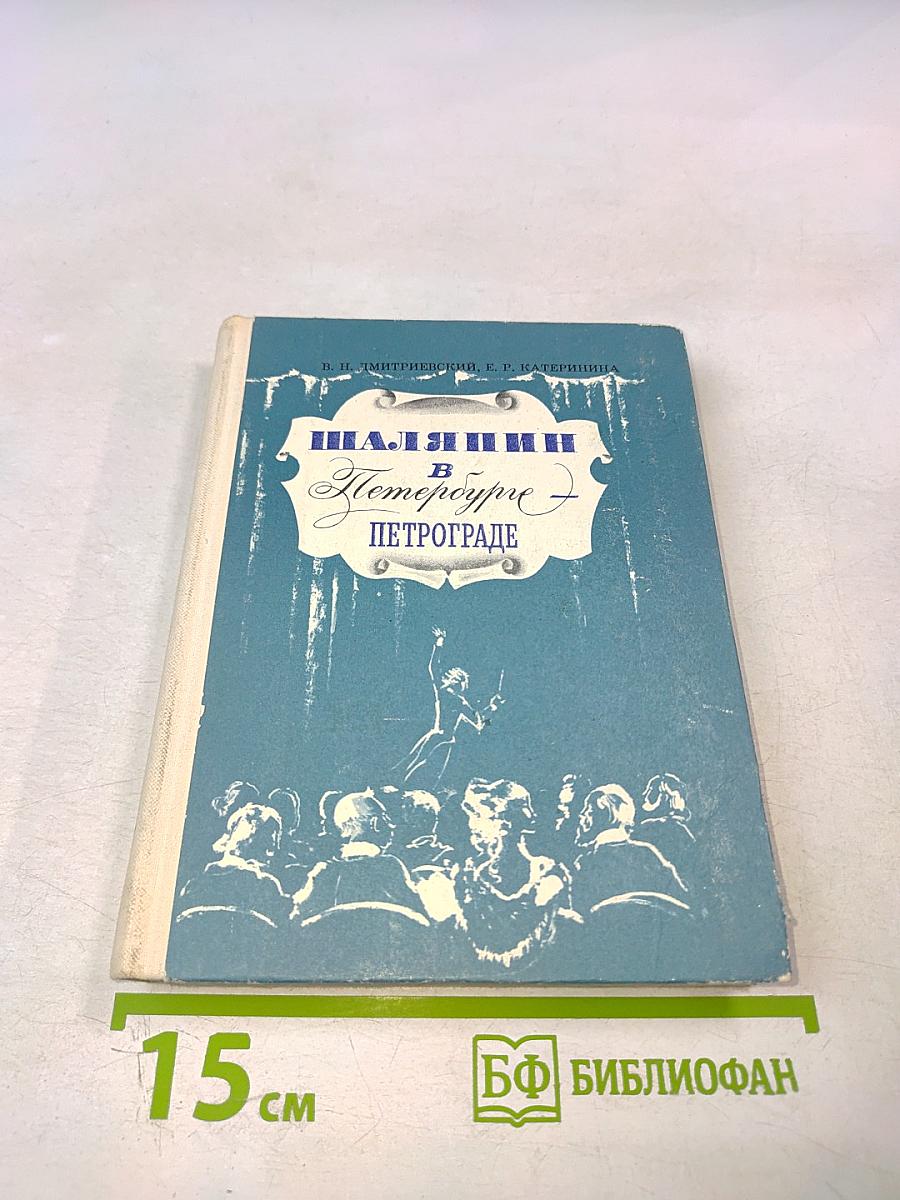 В. Н. ДМИТРИЕВСКИЙ, Е. Р. КАТЕРИНИНА
ШАЛЯПИН
В
Петербурге –
ПЕТРОГРАДЕ
15 см
БФ БИБЛИОФАН